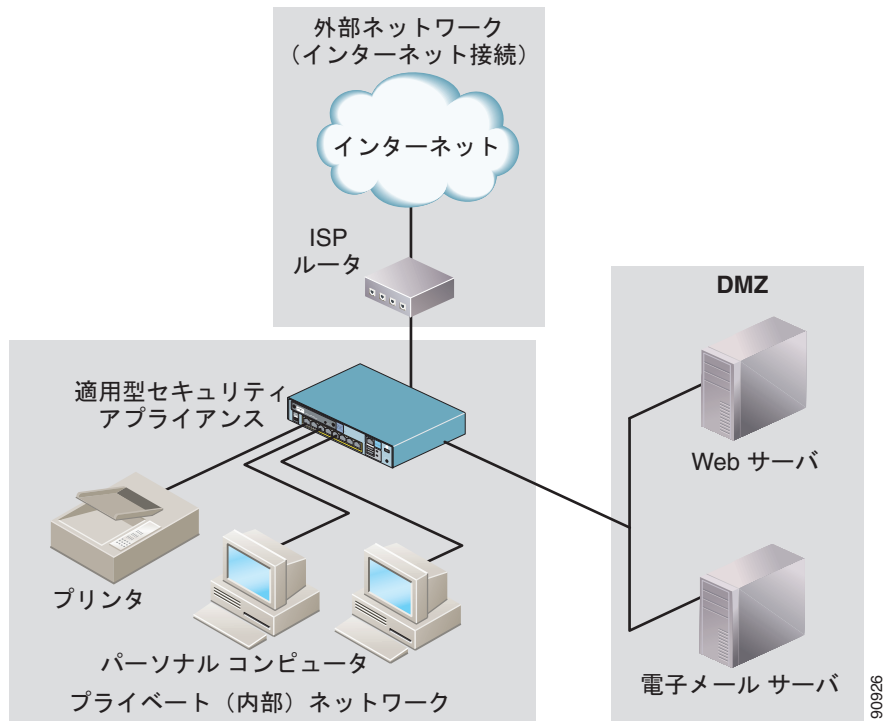 外部ネットワーク
（インターネット接続）
インターネット
ISP
ルータ
DMZ
適用型セキュリティ
アプライアンス
Web サーバ
プリンタ
パーソナル コンピュータ
電子メール サーバ
プライベート（内部）ネットワーク
90926